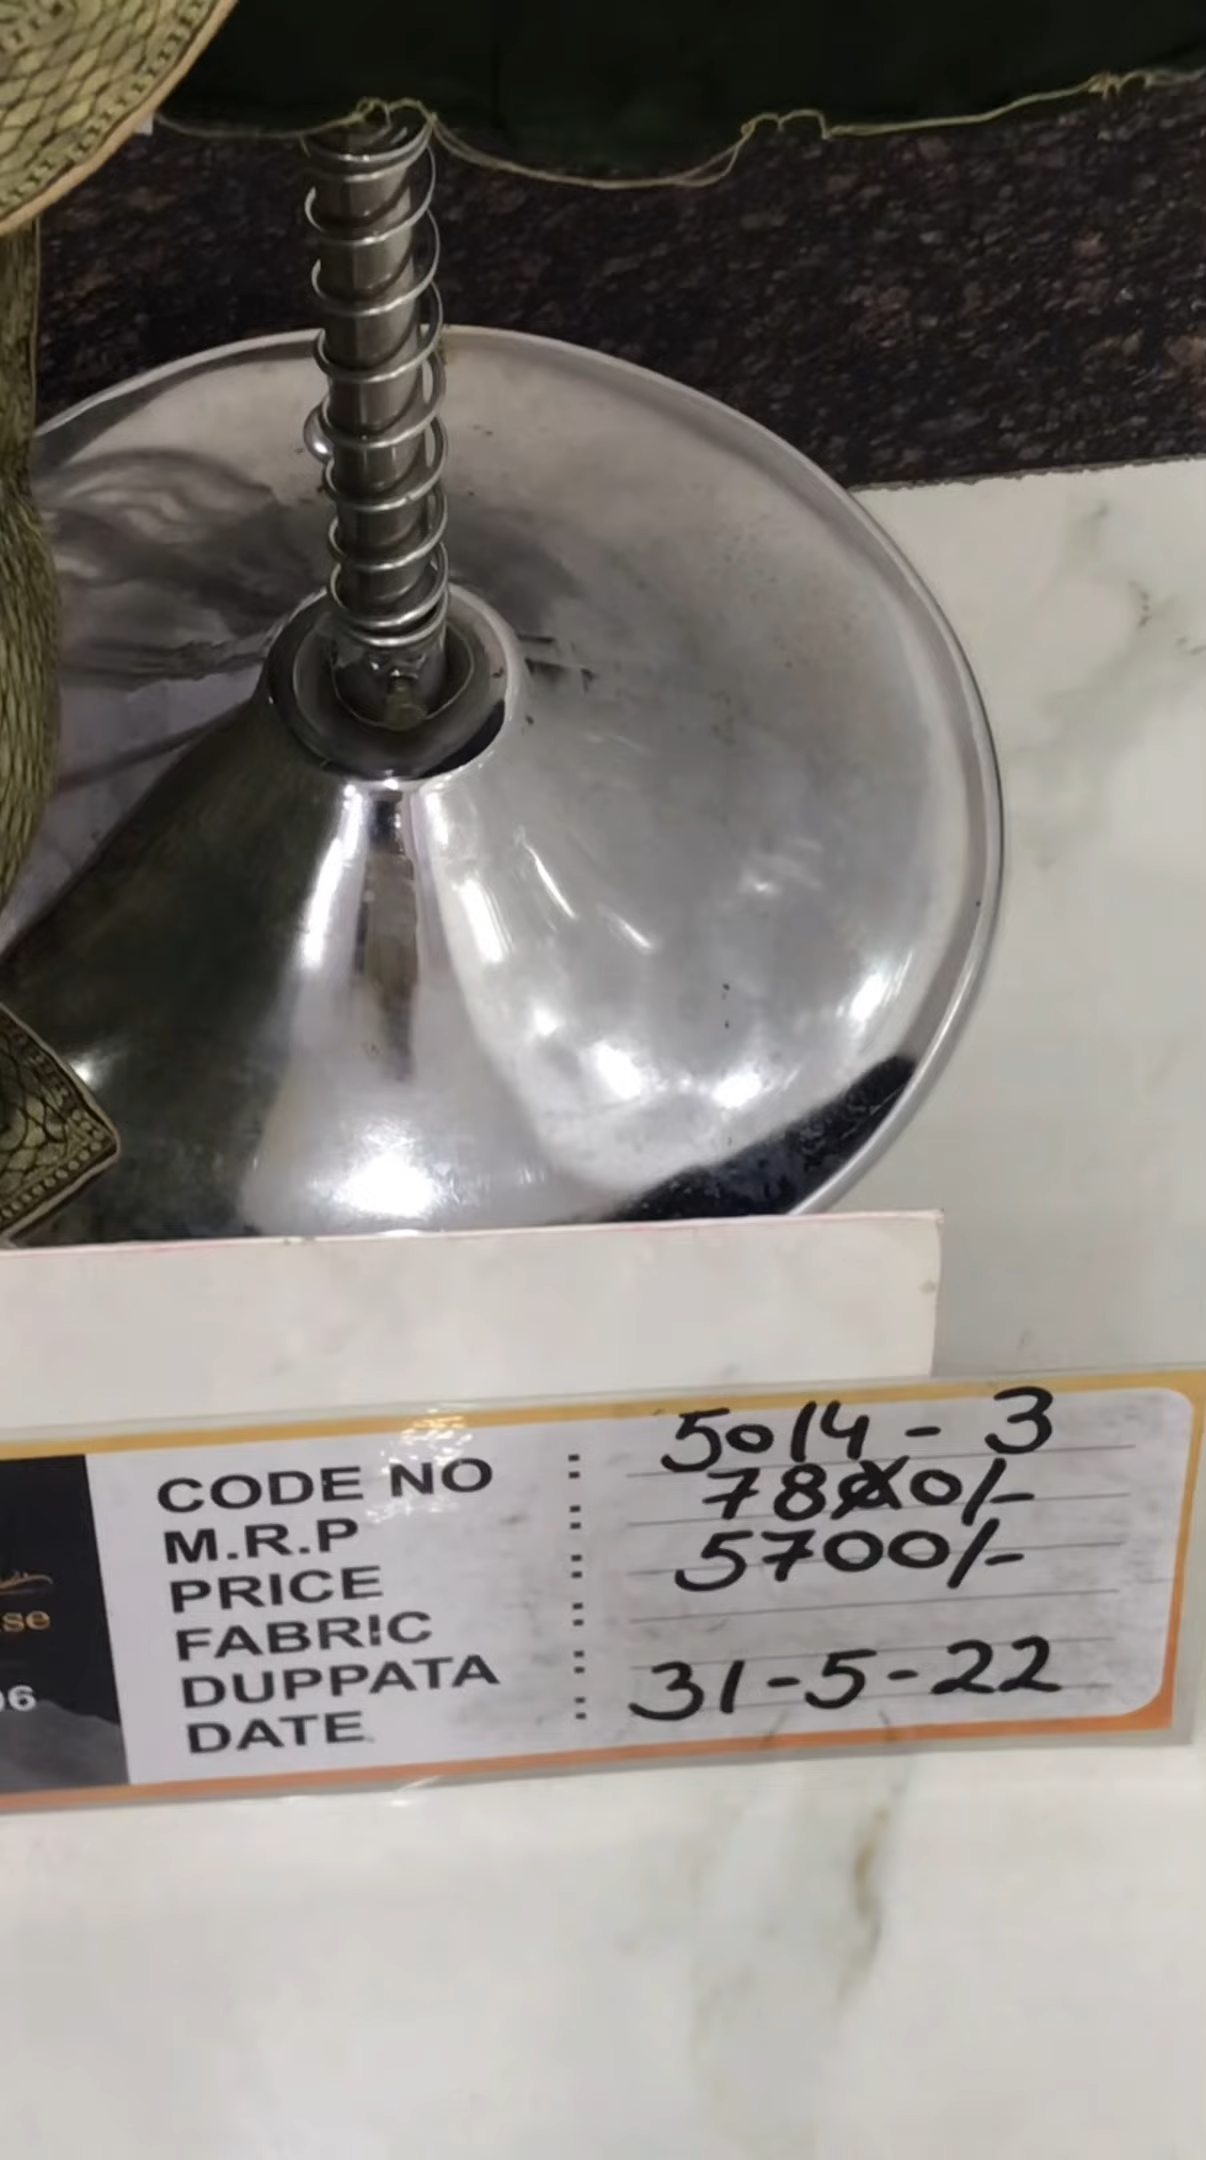 CODE NO : 5014 - 3
M.R.P : 7800/-
PRICE : 5700/-
FABRIC :
DUPPATA :
DATE : 31-5-22
se
06